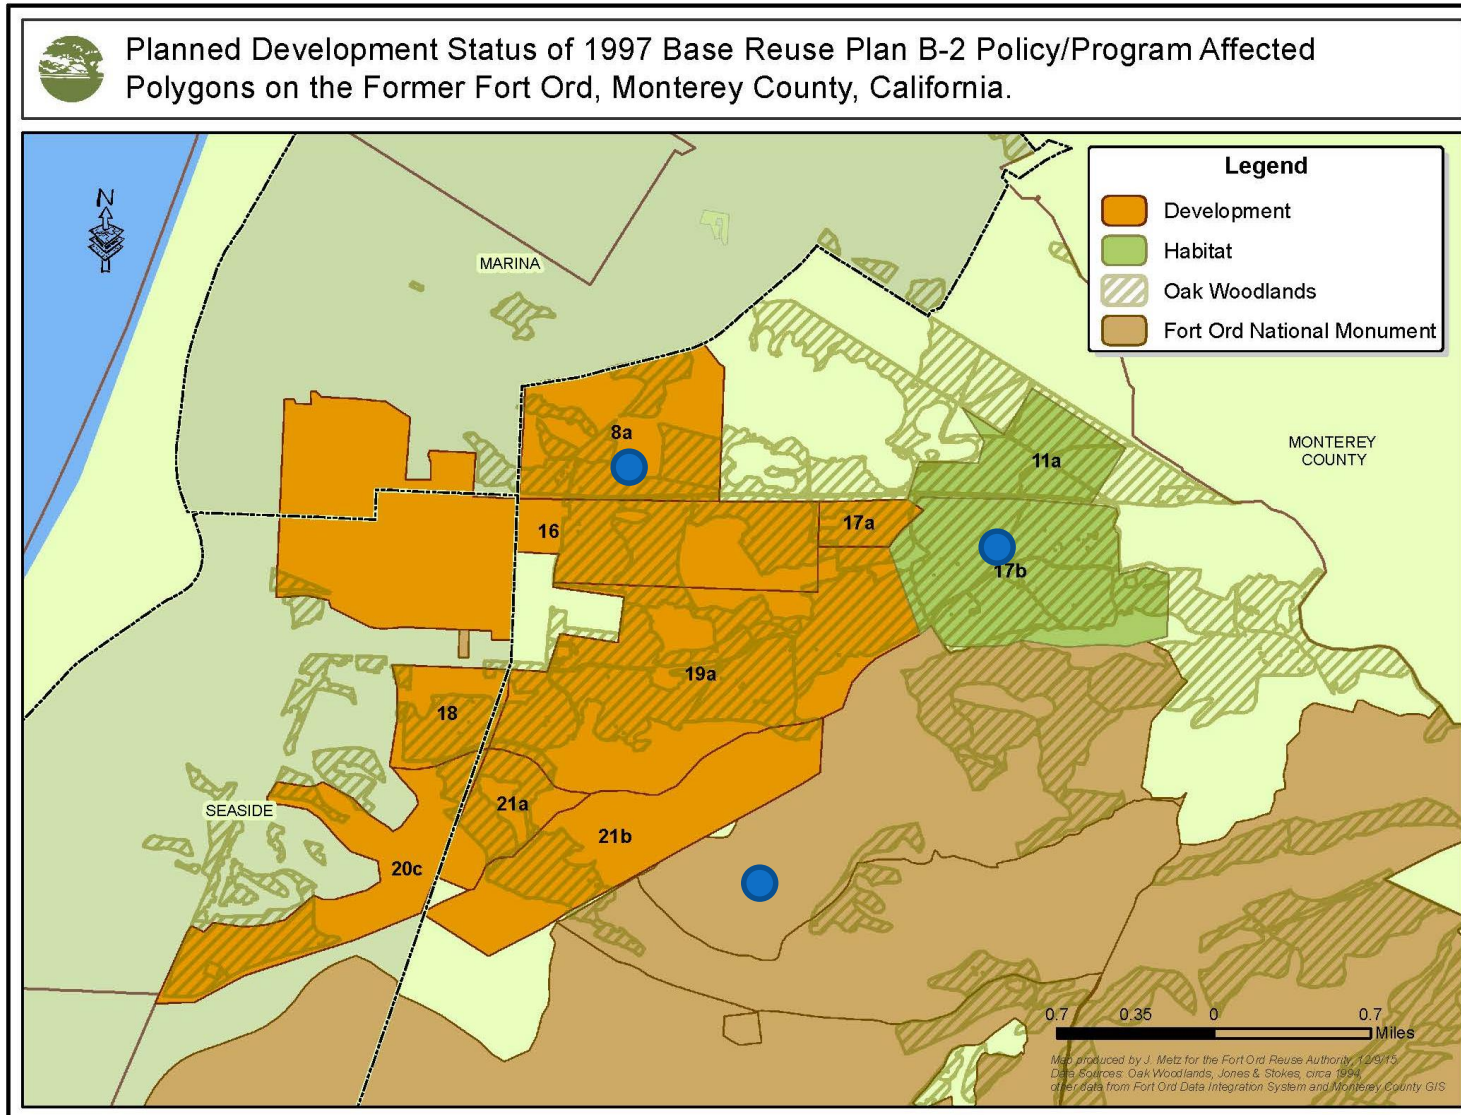 Planned Development Status of 1997 Base Reuse Plan B-2 Policy/Program Affected
Polygons on the Former Fort Ord, Monterey County, California.
N
Legend
Development
Habitat
Oak Woodlands
Fort Ord National Monument
MARINA
MONTEREY
COUNTY
8a
11a
16
17a
17b
19a
18
21a
SEASIDE
21b
20c
0.7 0.35 0 0.7
Miles
Map produced by J. Metz for the Fort Ord Reuse Authority, 12/9/15.
Data Sources: Oak Woodlands, Jones & Stokes, circa 1994,
other data from Fort Ord Data Integration System and Monterey County GIS